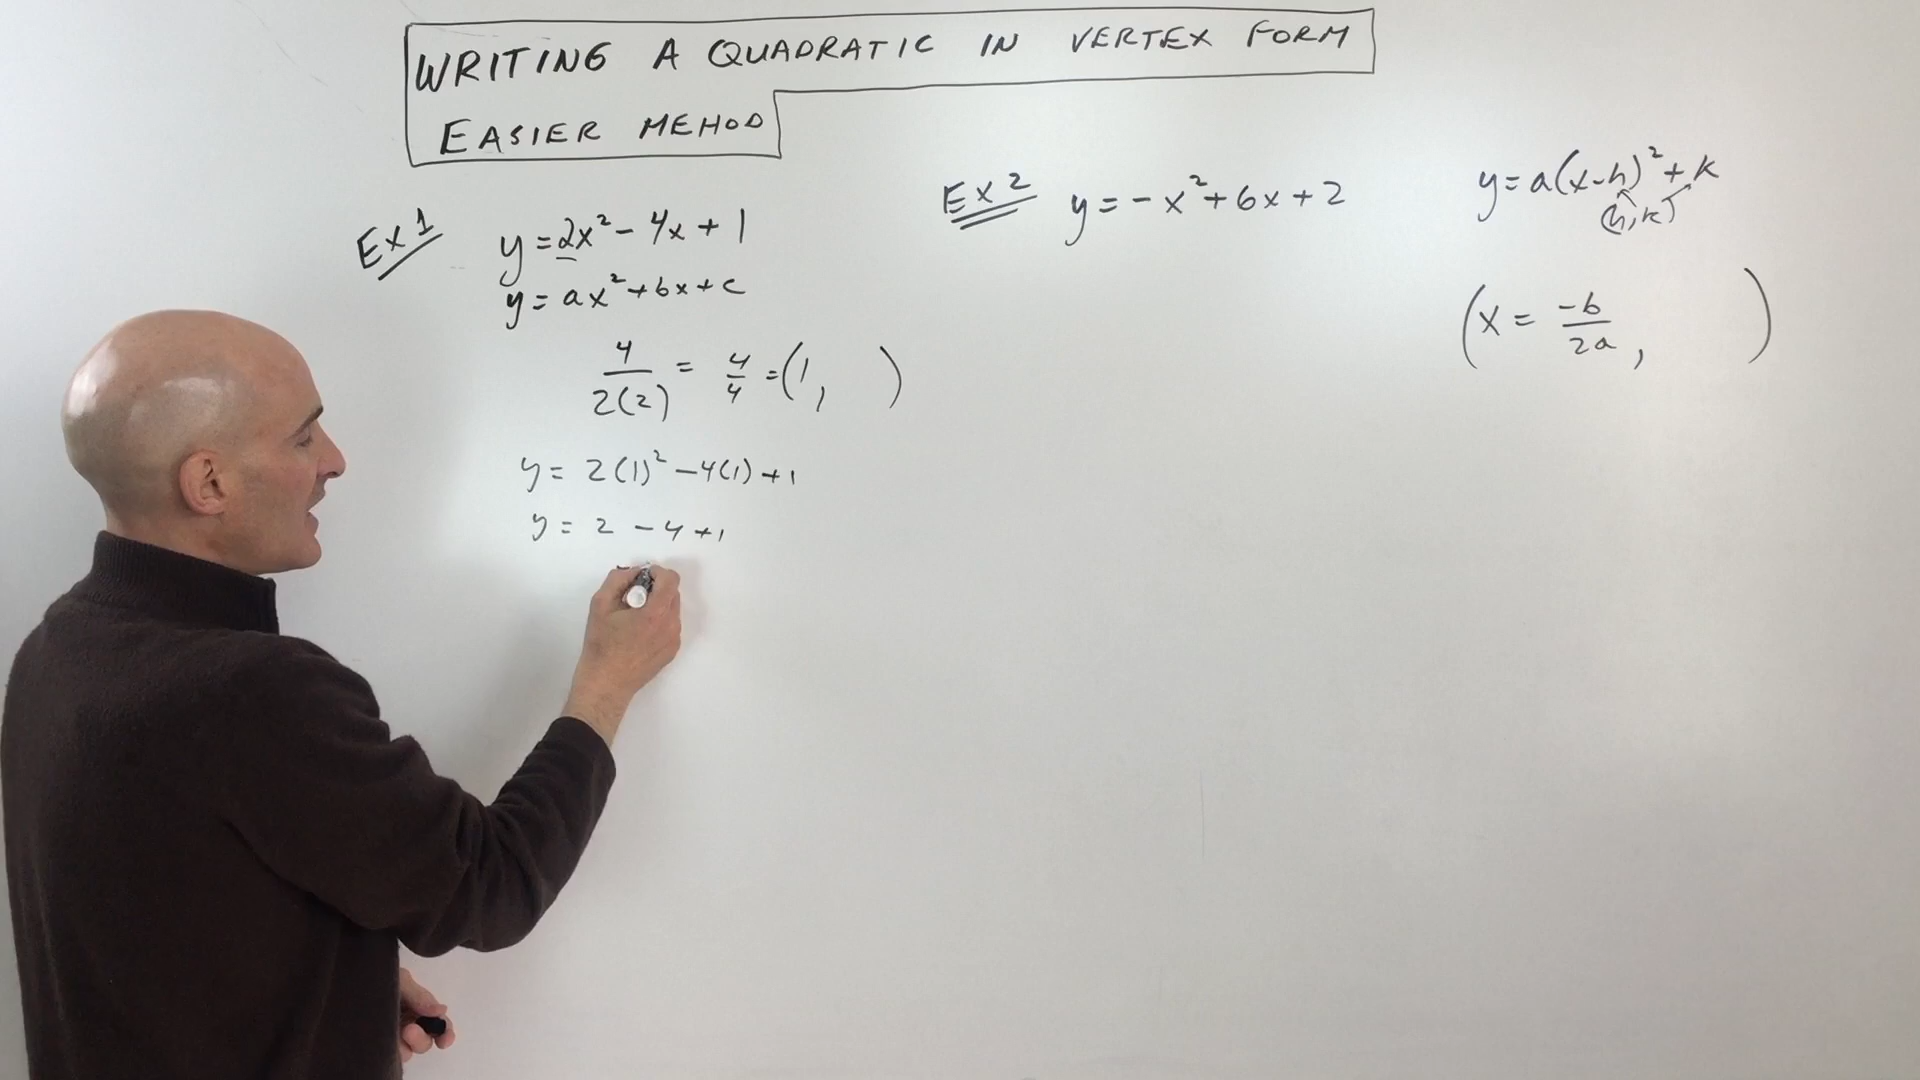 WRITING A QUADRATIC IN VERTEX FORM
EASIER MEHOD
Ex 1 y = 2x² - 4x + 1
y = ax² + bx + c
4/2(2) = 4/4 = (1, )
y = 2(1)² - 4(1) + 1
y = 2 - 4 + 1
Ex 2 y = -x² + 6x + 2
y = a(x-h)² + k
(h, k)
(x = -b/2a, )